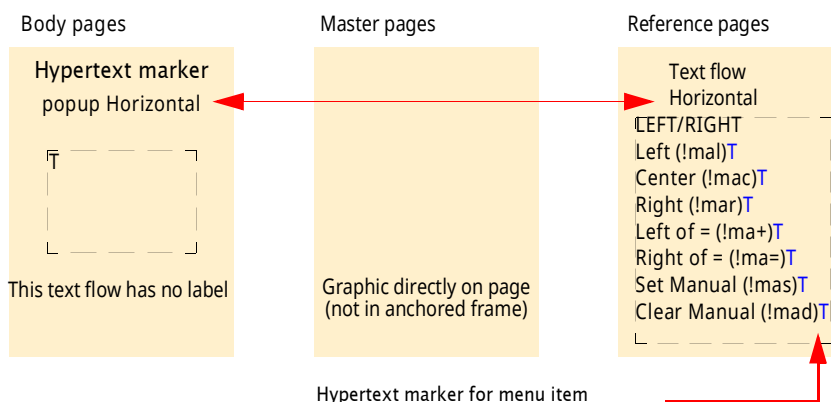 Body pages
Master pages
Reference pages
Hypertext marker
popup Horizontal
T
This text flow has no label
Graphic directly on page
(not in anchored frame)
Text flow
Horizontal
LEFT/RIGHT
Left (!mal)T
Center (!mac)T
Right (!mar)T
Left of = (!ma+)T
Right of = (!ma=)T
Set Manual (!mas)T
Clear Manual (!mad)T
Hypertext marker for menu item